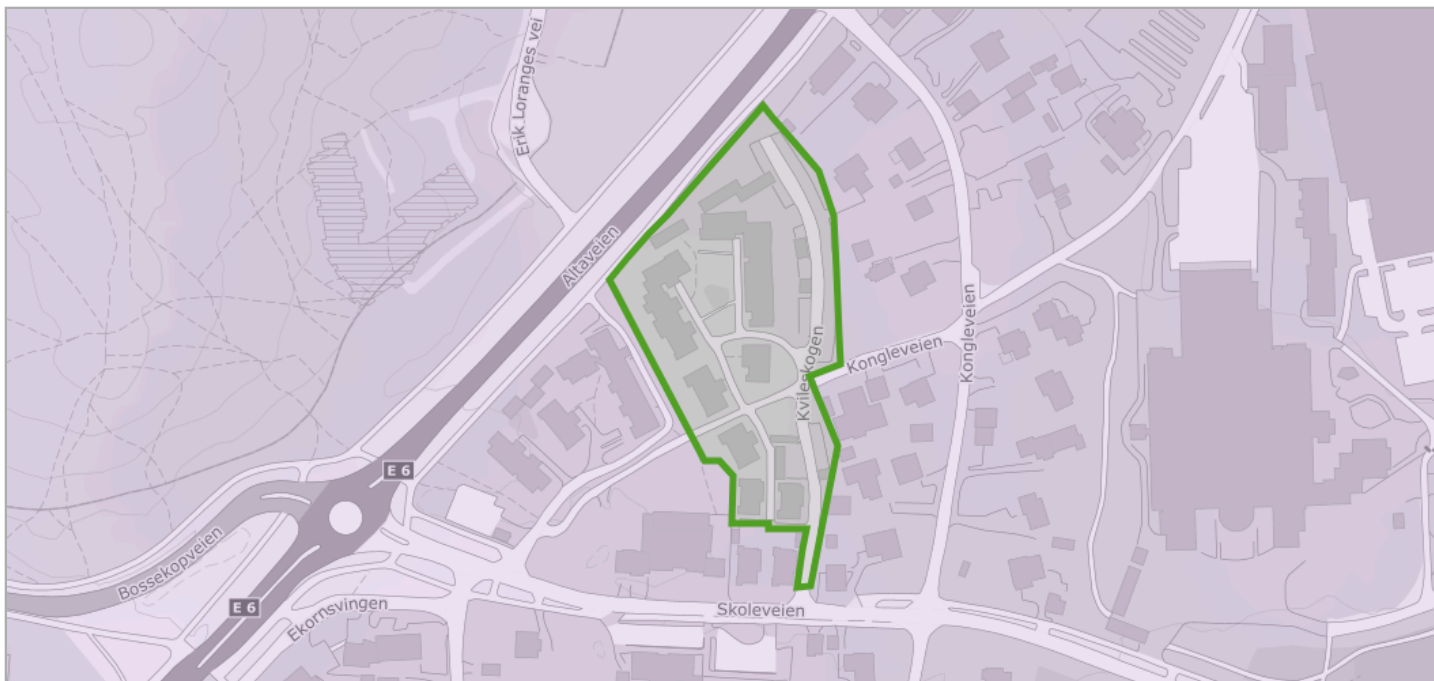 Erik Loranges vei
Altaveien
Kvileskogen
Kongleveien
Kongleveien
E 6
Bossekopveien
E 6
Ekornsvingen
Skoleveien